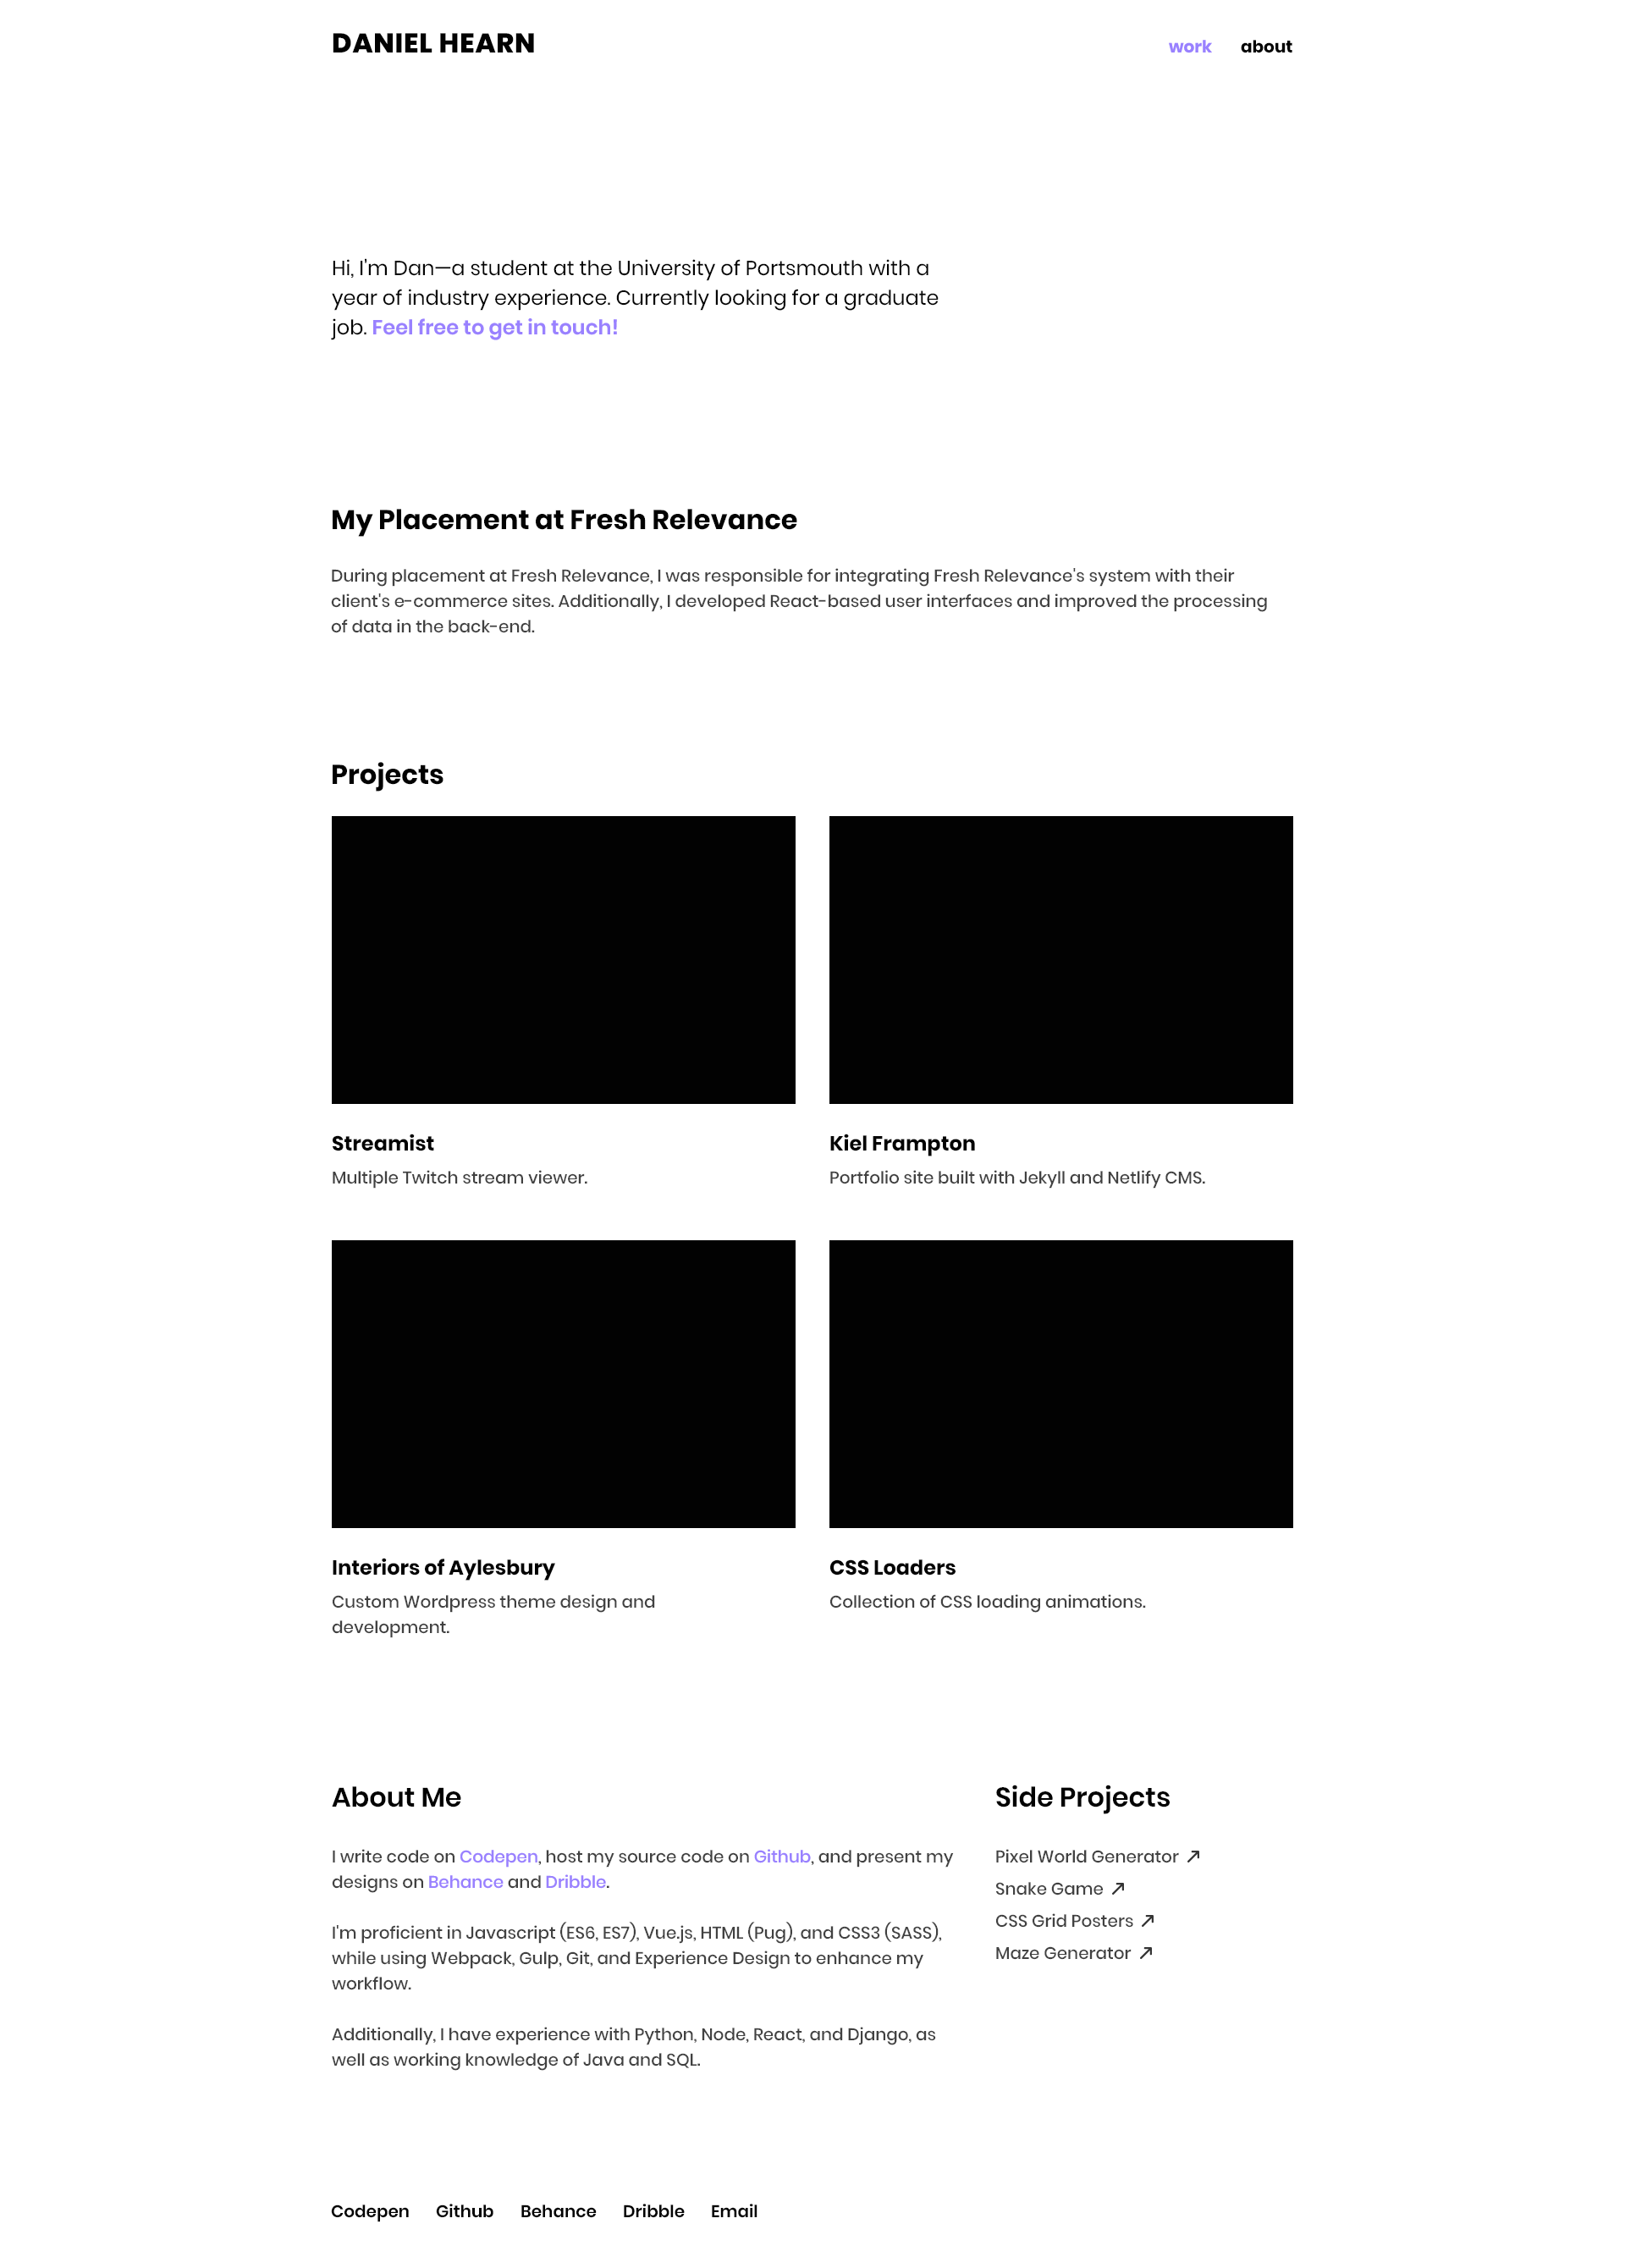 DANIEL HEARN
work about
Hi, I'm Dan—a student at the University of Portsmouth with a
year of industry experience. Currently looking for a graduate
job. Feel free to get in touch!
My Placement at Fresh Relevance
During placement at Fresh Relevance, I was responsible for integrating Fresh Relevance's system with their
client's e-commerce sites. Additionally, I developed React-based user interfaces and improved the processing
of data in the back-end.
Projects
Streamist
Multiple Twitch stream viewer.
Kiel Frampton
Portfolio site built with Jekyll and Netlify CMS.
Interiors of Aylesbury
Custom Wordpress theme design and
development.
CSS Loaders
Collection of CSS loading animations.
About Me
I write code on Codepen, host my source code on Github, and present my
designs on Behance and Dribble.
I'm proficient in Javascript (ES6, ES7), Vue.js, HTML (Pug), and CSS3 (SASS),
while using Webpack, Gulp, Git, and Experience Design to enhance my
workflow.
Additionally, I have experience with Python, Node, React, and Django, as
well as working knowledge of Java and SQL.
Side Projects
Pixel World Generator ↗
Snake Game ↗
CSS Grid Posters ↗
Maze Generator ↗
Codepen Github Behance Dribble Email